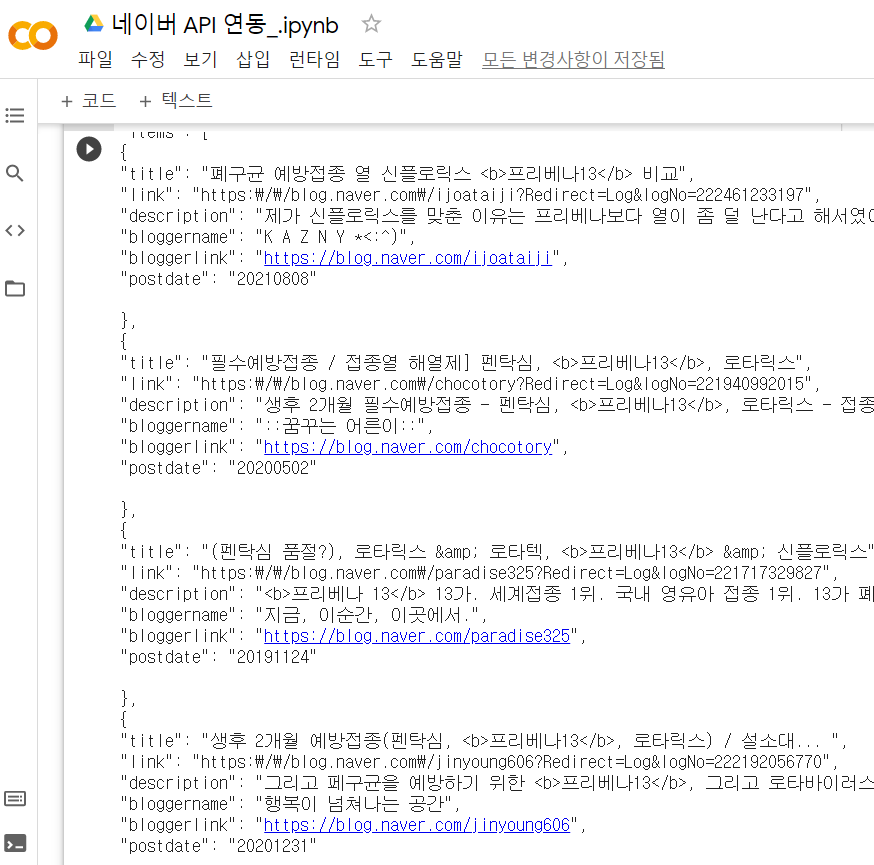 네이버 API 연동_.ipynb
파일 수정 보기 삽입 런타임 도구 도움말 모든 변경사항이 저장됨
+ 코드 + 텍스트
"items": [
{
"title": "폐구균 예방접종 열 신플로릭스 <b>프리베나13</b> 비교",
"link": "https:₩/₩/blog.naver.com₩/ijoataiji?Redirect=Log&logNo=222461233197",
"description": "제가 신플로릭스를 맞춘 이유는 프리베나보다 열이 좀 덜 난다고 해서였어
"bloggername": "K A Z N Y *<:^)",
"bloggerlink": "https://blog.naver.com/ijoataiji",
"postdate": "20210808"
},
{
"title": "필수예방접종 / 접종열 해열제] 펜탁심, <b>프리베나13</b>, 로타릭스",
"link": "https:₩/₩/blog.naver.com₩/chocotory?Redirect=Log&logNo=221940992015",
"description": "생후 2개월 필수예방접종 - 펜탁심, <b>프리베나13</b>, 로타릭스 - 접종
"bloggername": "::꿈꾸는 어른이::",
"bloggerlink": "https://blog.naver.com/chocotory",
"postdate": "20200502"
},
{
"title": "(펜탁심 품절?), 로타릭스 &amp; 로타텍, <b>프리베나13</b> &amp; 신플로릭스"
"link": "https:₩/₩/blog.naver.com₩/paradise325?Redirect=Log&logNo=221717329827",
"description": "<b>프리베나 13</b> 13가. 세계접종 1위. 국내 영유아 접종 1위. 13가 폐
"bloggername": "지금, 이순간, 이곳에서.",
"bloggerlink": "https://blog.naver.com/paradise325",
"postdate": "20191124"
},
{
"title": "생후 2개월 예방접종(펜탁심, <b>프리베나13</b>, 로타릭스) / 설소대... ",
"link": "https:₩/₩/blog.naver.com₩/jinyoung606?Redirect=Log&logNo=222192056770",
"description": "그리고 폐구균을 예방하기 위한 <b>프리베나13</b>, 그리고 로타바이러스
"bloggername": "행복이 넘쳐나는 공간",
"bloggerlink": "https://blog.naver.com/jinyoung606",
"postdate": "20201231"